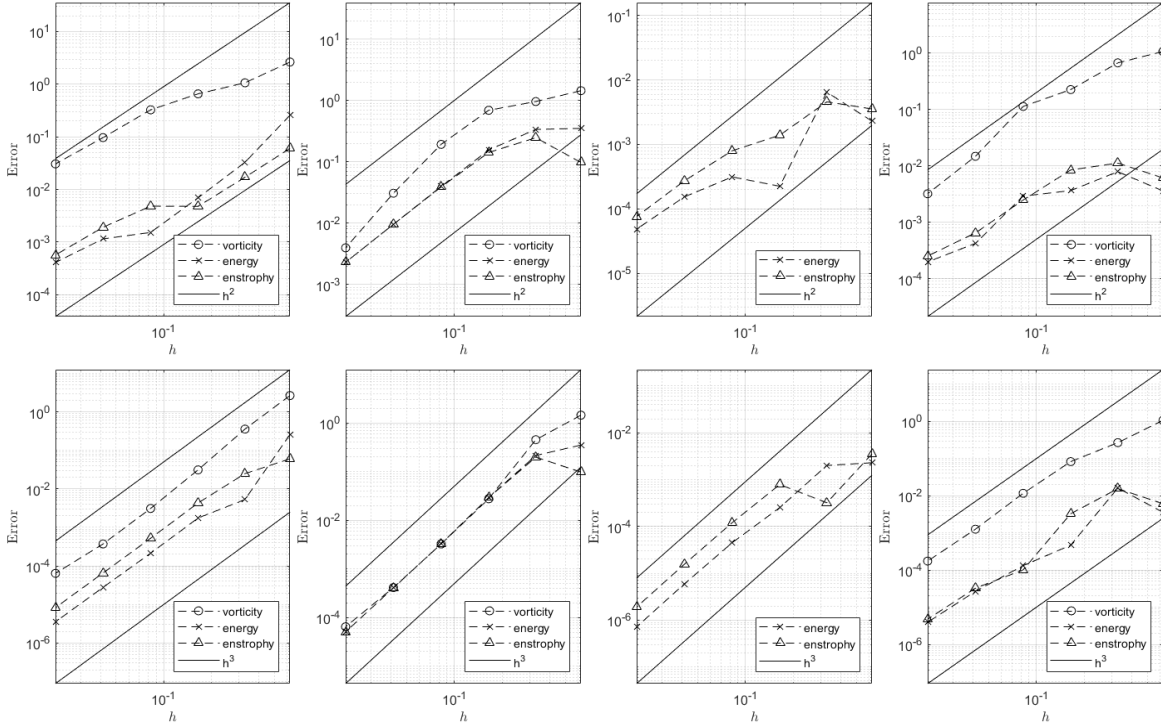 10^1
10^0
10^-1
10^-2
10^-3
10^-4
Error
10^-1
h
vorticity
energy
enstrophy
h^2
10^1
10^0
10^-1
10^-2
10^-3
Error
10^-1
h
vorticity
energy
enstrophy
h^2
10^-1
10^-2
10^-3
10^-4
10^-5
Error
10^-1
h
energy
enstrophy
h^2
10^0
10^-1
10^-2
10^-3
10^-4
Error
10^-1
h
vorticity
energy
enstrophy
h^2
10^0
10^-2
10^-4
10^-6
Error
10^-1
h
vorticity
energy
enstrophy
h^3
10^0
10^-2
10^-4
Error
10^-1
h
vorticity
energy
enstrophy
h^3
10^-2
10^-4
10^-6
Error
10^-1
h
energy
enstrophy
h^3
10^0
10^-2
10^-4
10^-6
Error
10^-1
h
vorticity
energy
enstrophy
h^3